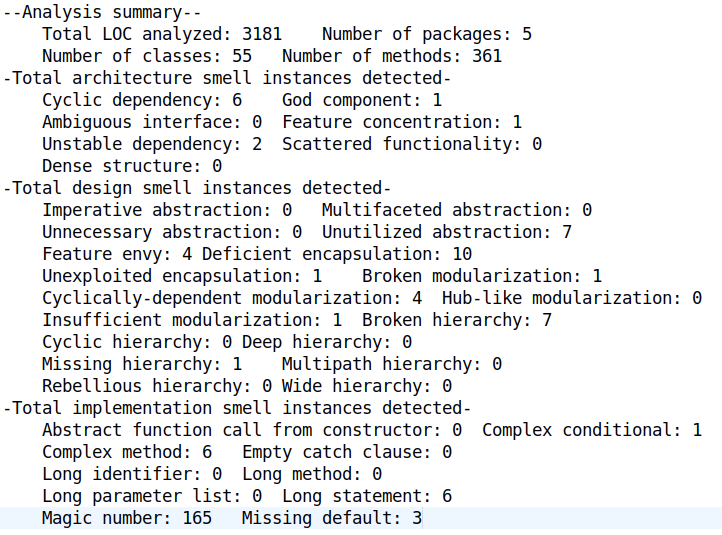 --Analysis summary--
Total LOC analyzed: 3181    Number of packages: 5
Number of classes: 55   Number of methods: 361
-Total architecture smell instances detected-
Cyclic dependency: 6    God component: 1
Ambiguous interface: 0  Feature concentration: 1
Unstable dependency: 2  Scattered functionality: 0
Dense structure: 0
-Total design smell instances detected-
Imperative abstraction: 0   Multifaceted abstraction: 0
Unnecessary abstraction: 0  Unutilized abstraction: 7
Feature envy: 4 Deficient encapsulation: 10
Unexploited encapsulation: 1    Broken modularization: 1
Cyclically-dependent modularization: 4  Hub-like modularization: 0
Insufficient modularization: 1  Broken hierarchy: 7
Cyclic hierarchy: 0 Deep hierarchy: 0
Missing hierarchy: 1    Multipath hierarchy: 0
Rebellious hierarchy: 0 Wide hierarchy: 0
-Total implementation smell instances detected-
Abstract function call from constructor: 0  Complex conditional: 1
Complex method: 6   Empty catch clause: 0
Long identifier: 0  Long method: 0
Long parameter list: 0  Long statement: 6
Magic number: 165   Missing default: 3